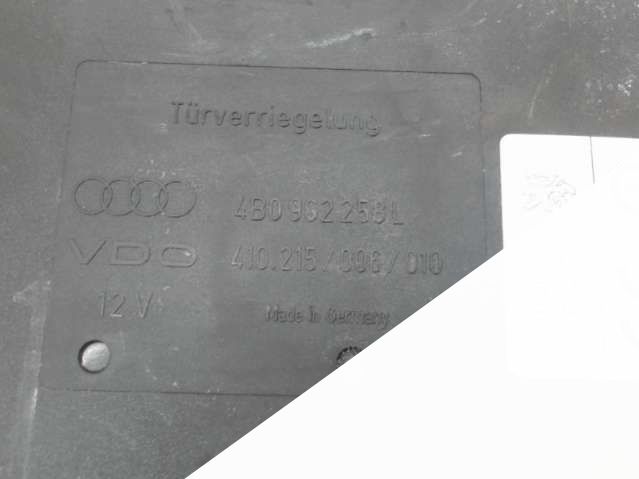 Türverriegelung
4B0 962 258 L
VDO 410.215/006/010
12 V Made in Germany